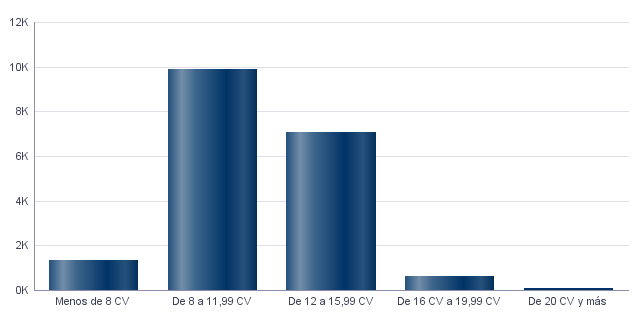 12K
10K
8K
6K
4K
2K
0K
Menos de 8 CV
De 8 a 11,99 CV
De 12 a 15,99 CV
De 16 CV a 19,99 CV
De 20 CV y más